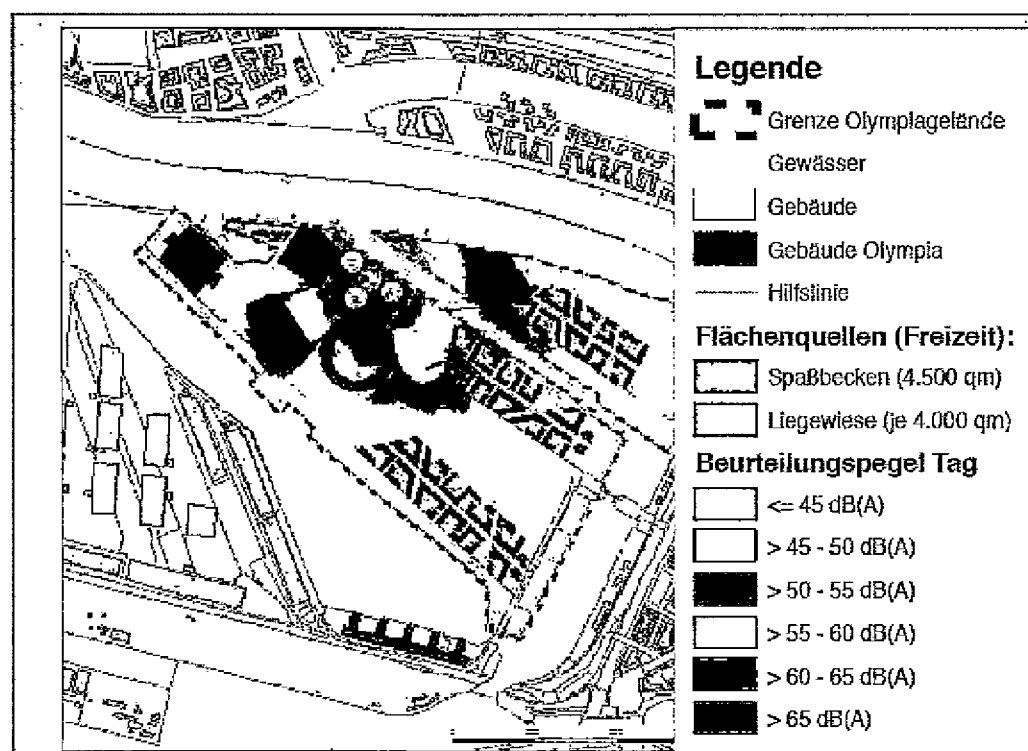 Legende
Grenze Olympiagelände
Gewässer
Gebäude
Gebäude Olympia
Hilfslinie
Flächenquellen (Freizeit):
Spaßbecken (4.500 qm)
Liegewiese (je 4.000 qm)
Beurteilungspegel Tag
<= 45 dB(A)
> 45 - 50 dB(A)
> 50 - 55 dB(A)
> 55 - 60 dB(A)
> 60 - 65 dB(A)
> 65 dB(A)